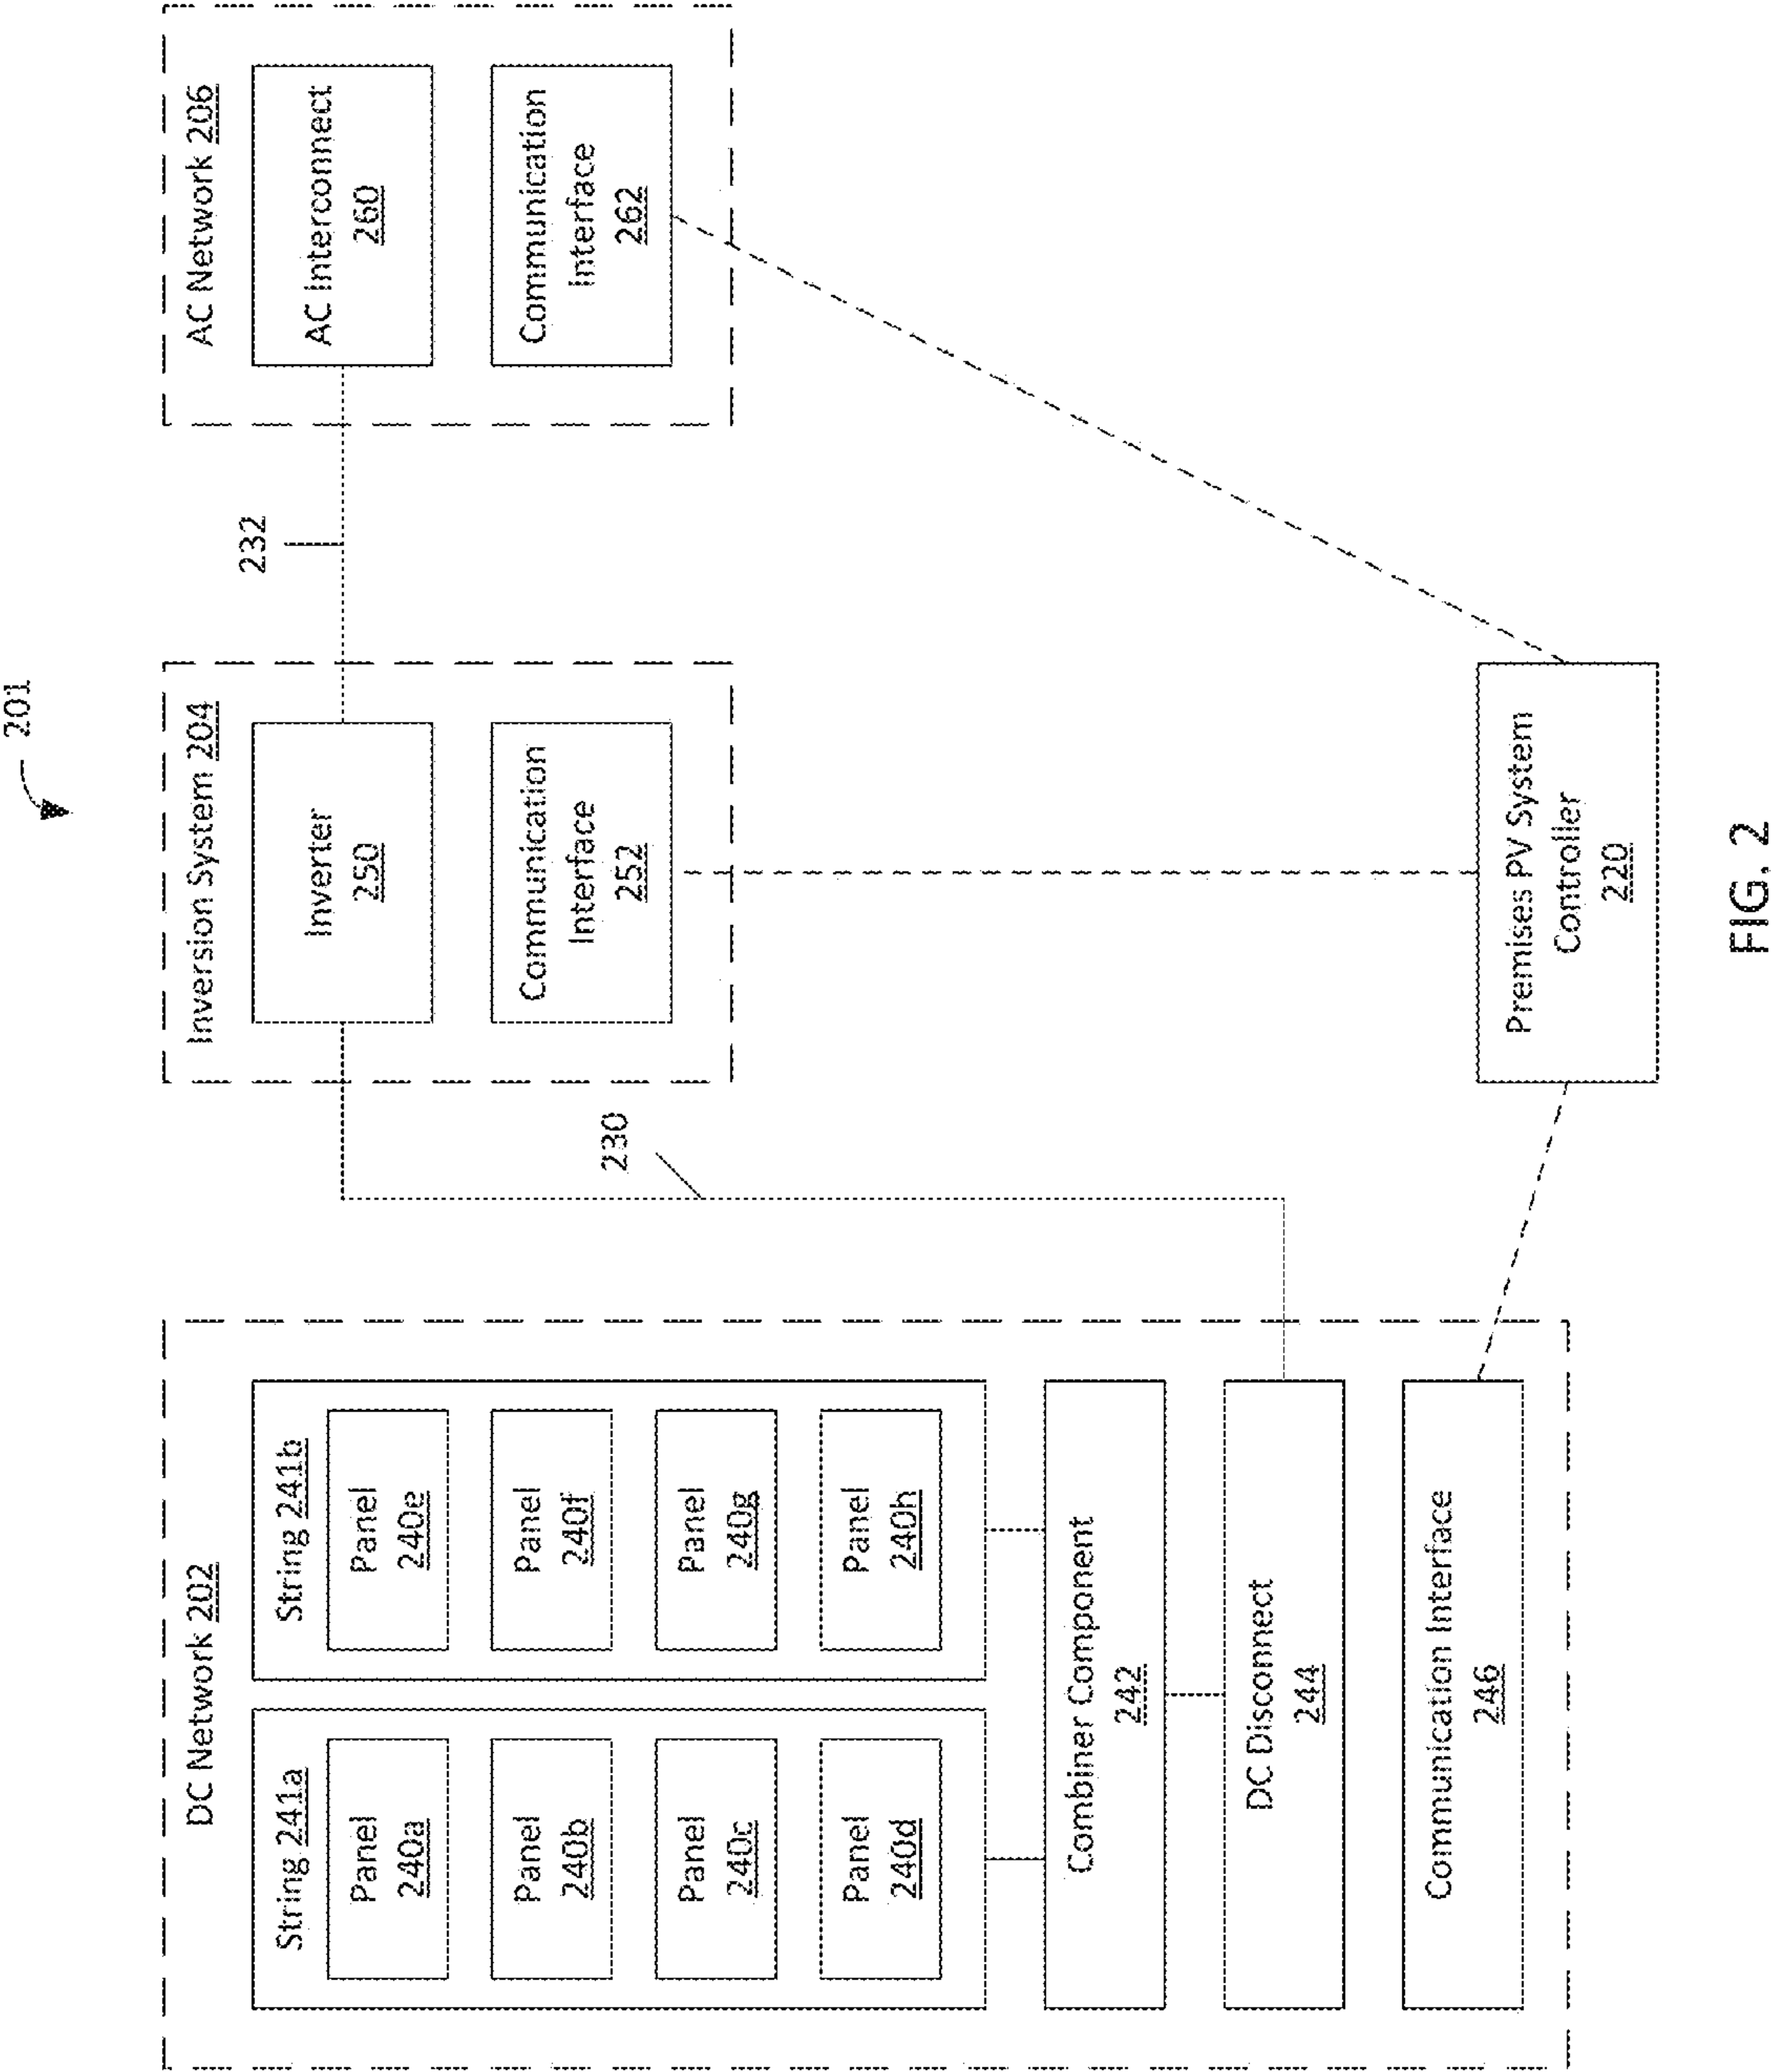 201
DC Network 202
String 241a
Panel
240a
Panel
240b
Panel
240c
Panel
240d
String 241b
Panel
240e
Panel
240f
Panel
240g
Panel
240h
Combiner Component
242
DC Disconnect
244
Communication Interface
246
230
Inversion System 204
Inverter
250
Communication
Interface
252
232
AC Network 206
AC Interconnect
260
Communication
Interface
262
Premises PV System
Controller
220
FIG. 2